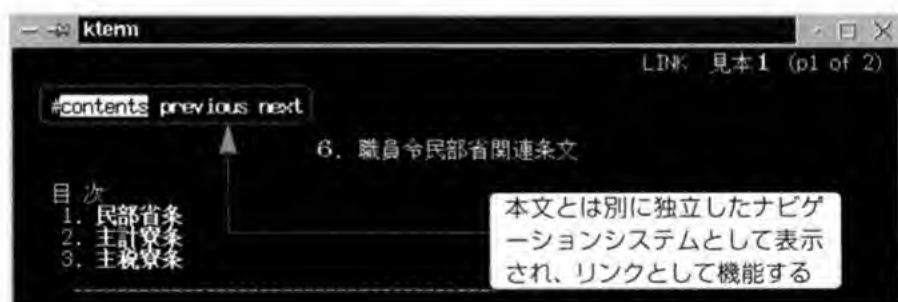 kterm
LINK 見本1 (p1 of 2)
#contents previous next
6. 職員令民部省関連条文
目 次
1. 民部省条
2. 主計寮条
3. 主税寮条
本文とは別に独立したナビゲ
ーションシステムとして表示
され、リンクとして機能する